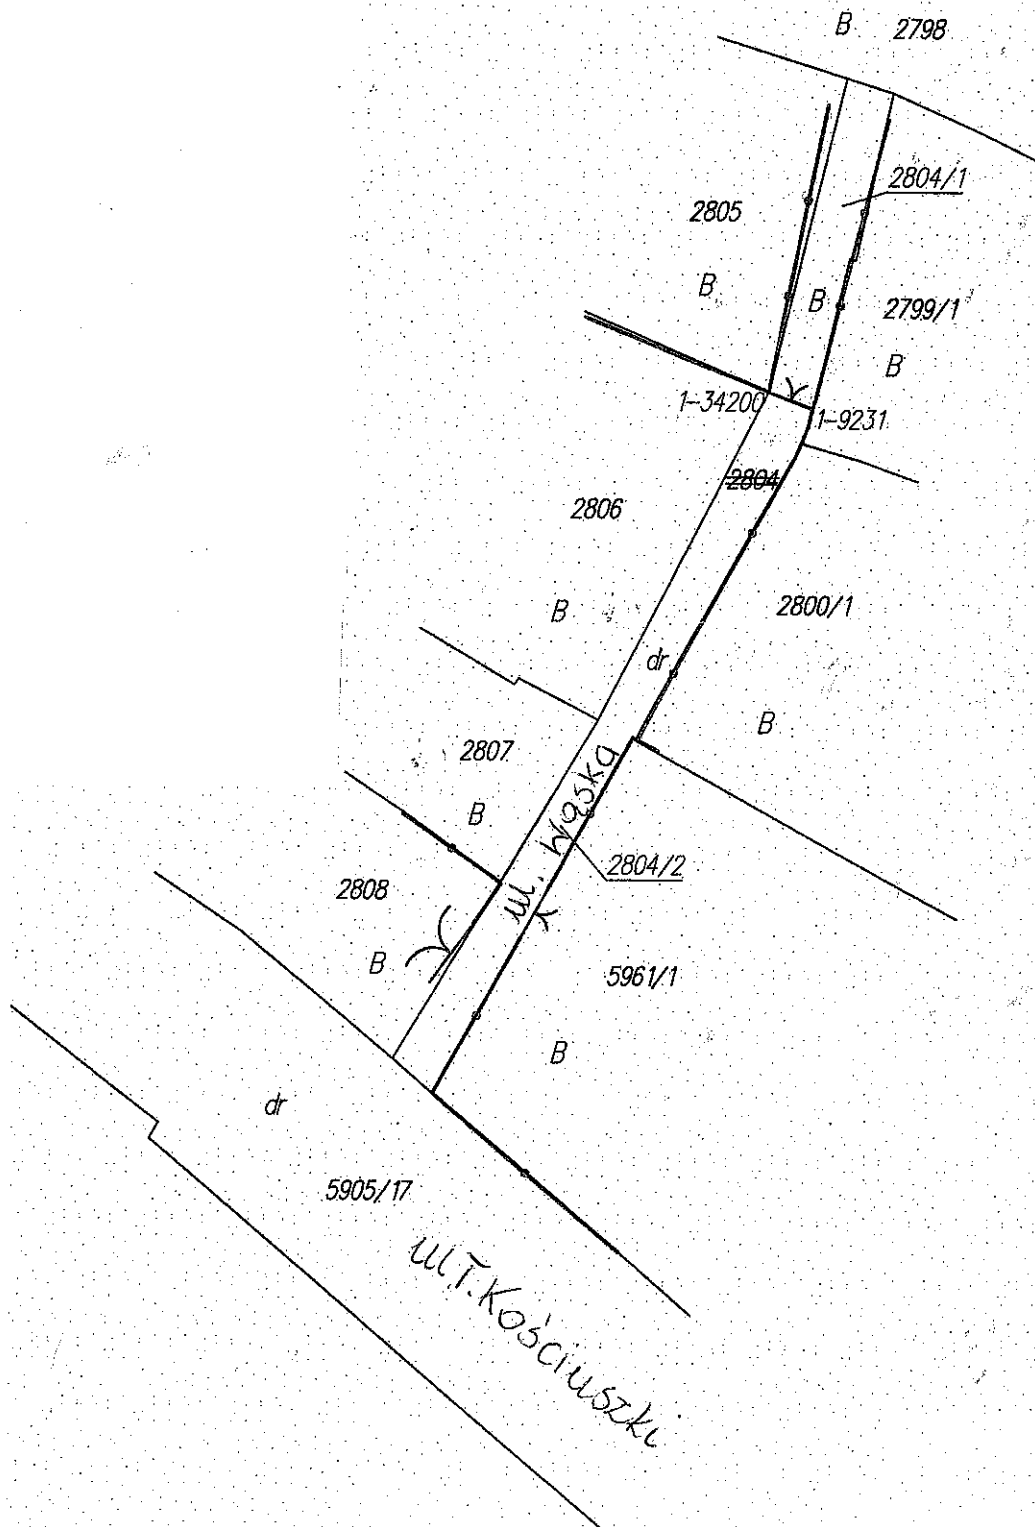 B 2798
2804/1
2805
B
B
2799/1
B
1-34200
1-9231
2804
2806
2800/1
B
dr
B
2807
B
ul. Wąska
2804/2
2808
B
5961/1
B
dr
5905/17
ul T. Kościuszki